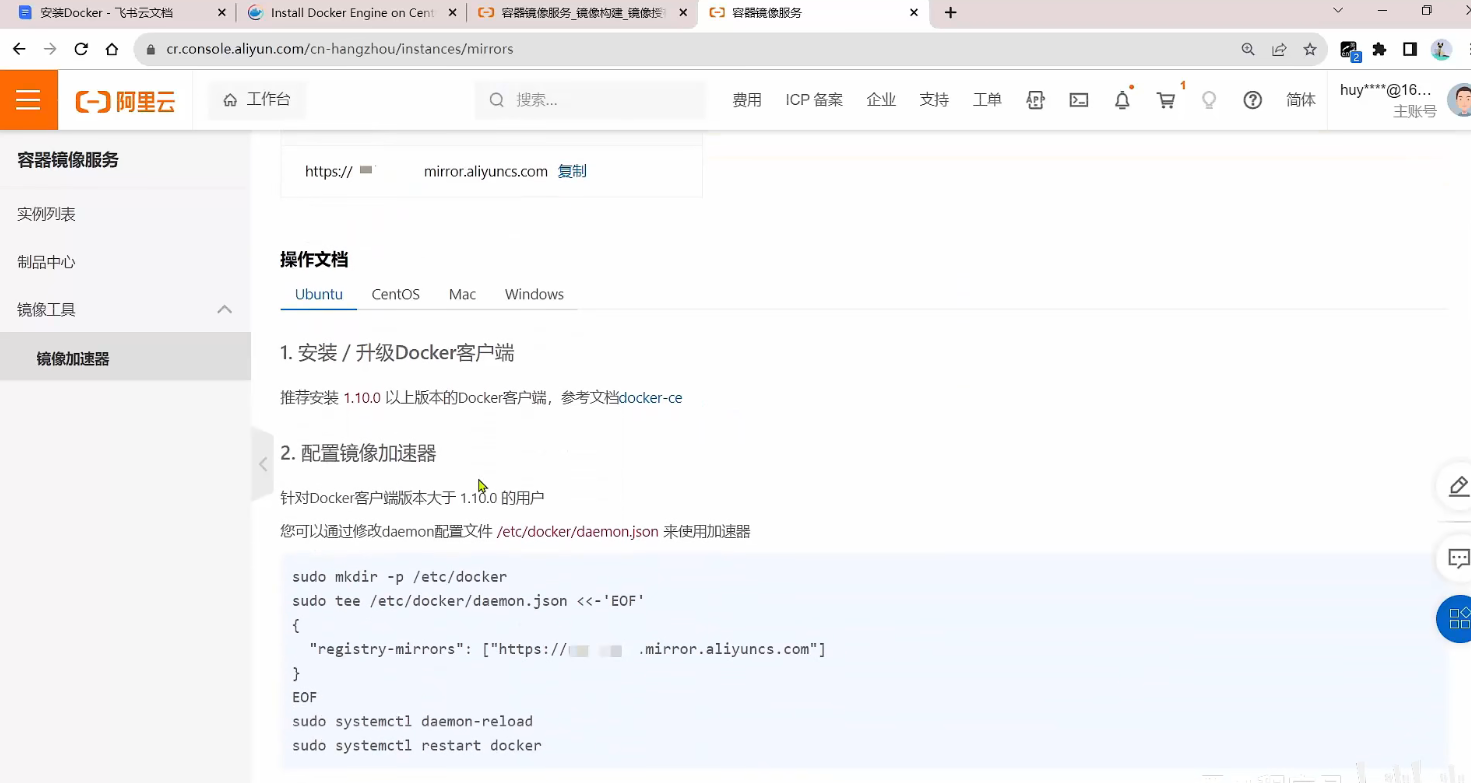 安装Docker - 飞书云文档
Install Docker Engine on Cent
容器镜像服务_镜像构建_镜像授
容器镜像服务
cr.console.aliyun.com/cn-hangzhou/instances/mirrors
2
阿里云
工作台
搜索...
费用
ICP 备案
企业
支持
工单
1
简体
huy****@16...
主账号
容器镜像服务
实例列表
制品中心
镜像工具
镜像加速器
https://
mirror.aliyuncs.com 复制
操作文档
Ubuntu CentOS Mac Windows
1. 安装 / 升级Docker客户端
推荐安装 1.10.0 以上版本的Docker客户端，参考文档docker-ce
2. 配置镜像加速器
针对Docker客户端版本大于 1.10.0 的用户
您可以通过修改daemon配置文件 /etc/docker/daemon.json 来使用加速器
sudo mkdir -p /etc/docker
sudo tee /etc/docker/daemon.json <<-'EOF'
{
"registry-mirrors": ["https:// .mirror.aliyuncs.com"]
}
EOF
sudo systemctl daemon-reload
sudo systemctl restart docker